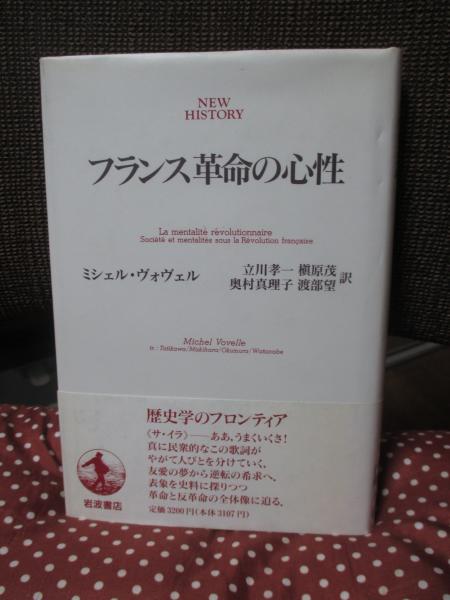 NEW
HISTORY
フランス革命の心性
La mentalité révolutionnaire
Société et mentalités sous la Révolution française
ミシェル・ヴォヴェル
立川孝一 槇原茂
奥村真理子 渡部望 訳
Michel Vovelle
tr.: Tatikawa/Makihara/Okumura/Watanabe
歴史学のフロンティア
《サ・イラ》――ああ、うまくいくさ!
真に民衆的なこの歌詞が
やがて人びとを分けていく。
友愛の夢から逆転の希求へ、
表象を史料に探りつつ
革命と反革命の全体像に迫る。
岩波書店
定価3200円(本体3107円)